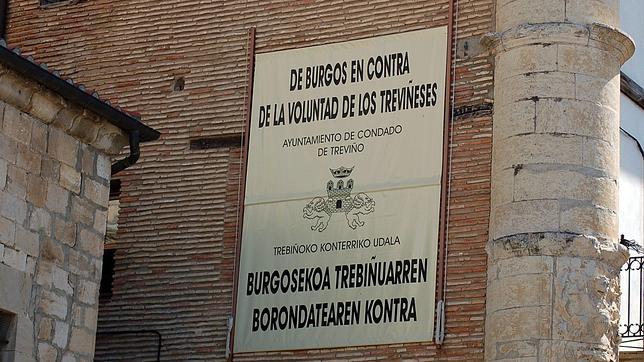 DE BURGOS EN CONTRA
DE LA VOLUNTAD DE LOS TREVIÑESES
AYUNTAMIENTO DE CONDADO
DE TREVIÑO
TREBIÑOKO KONTERRIKO UDALA
BURGOSEKOA TREBIÑUARREN
BORONDATEAREN KONTRA